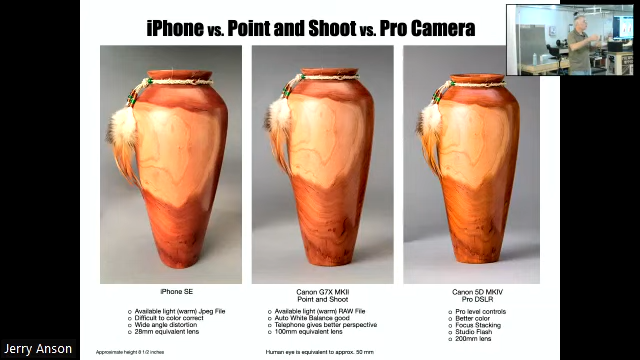 iPhone vs. Point and Shoot vs. Pro Camera
iPhone SE
o Available light (warm) Jpeg File
o Difficult to color correct
o Wide angle distortion
o 28mm equivalent lens
Canon G7X MKII
Point and Shoot
o Available light (warm) RAW File
o Auto White Balance good
o Telephone gives better perspective
o 100mm equivalent lens
Canon 5D MKIV
Pro DSLR
o Pro level controls
o Better color
o Focus Stacking
o Studio Flash
o 200mm lens
Approximate height 8 1/2 inches
Human eye is equivalent to approx. 50 mm
Jerry Anson